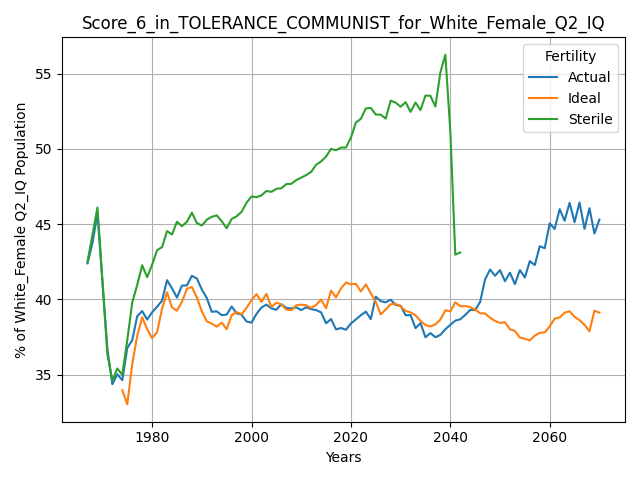 Score_6_in_TOLERANCE_COMMUNIST_for_White_Female_Q2_IQ
% of White_Female Q2_IQ Population
55
50
45
40
35
1980
2000
2020
2040
2060
Years
Fertility
Actual
Ideal
Sterile